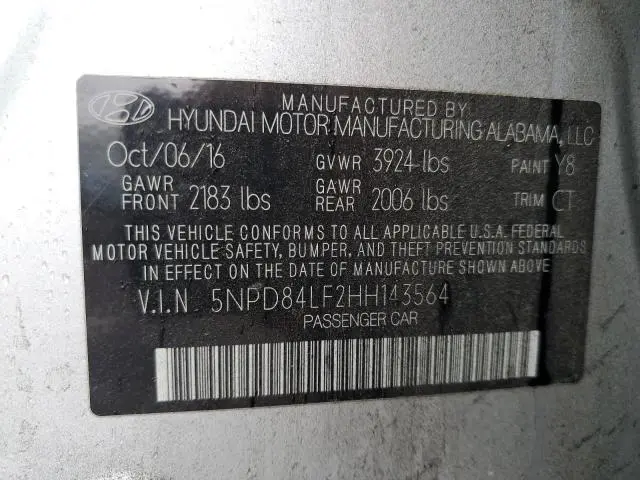 MANUFACTURED BY
HYUNDAI MOTOR MANUFACTURING ALABAMA, LLC
Oct/06/16 GVWR 3924 lbs PAINT Y8
GAWR FRONT 2183 lbs GAWR REAR 2006 lbs TRIM CT
THIS VEHICLE CONFORMS TO ALL APPLICABLE U.S.A. FEDERAL
MOTOR VEHICLE SAFETY, BUMPER, AND THEFT PREVENTION STANDARDS
IN EFFECT ON THE DATE OF MANUFACTURE SHOWN ABOVE.
V.I.N 5NPD84LF2HH143564
PASSENGER CAR